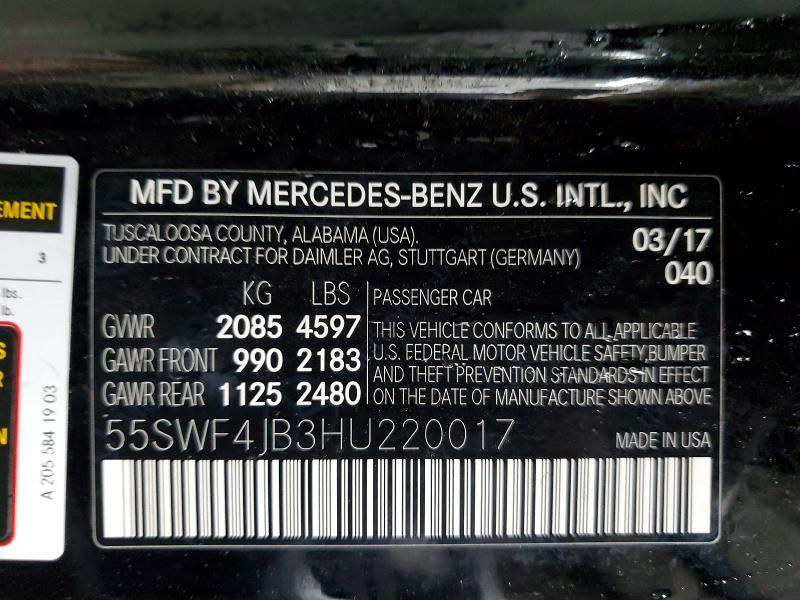 MFD BY MERCEDES-BENZ U.S. INTL., INC
TUSCALOOSA COUNTY, ALABAMA (USA). 03/17
UNDER CONTRACT FOR DAIMLER AG, STUTTGART (GERMANY)
040
KG LBS PASSENGER CAR
GVWR 2085 4597
GAWR FRONT 990 2183
GAWR REAR 1125 2480
THIS VEHICLE CONFORMS TO ALL APPLICABLE
U.S. FEDERAL MOTOR VEHICLE SAFETY,BUMPER
AND THEFT PREVENTION STANDARDS IN EFFECT
ON THE DATE OF MANUFACTURE SHOWN ABOVE
55SWF4JB3HU220017 MADE IN USA
EMENT
3
lbs.
lb.
S
R
N
A 205 584 19 03